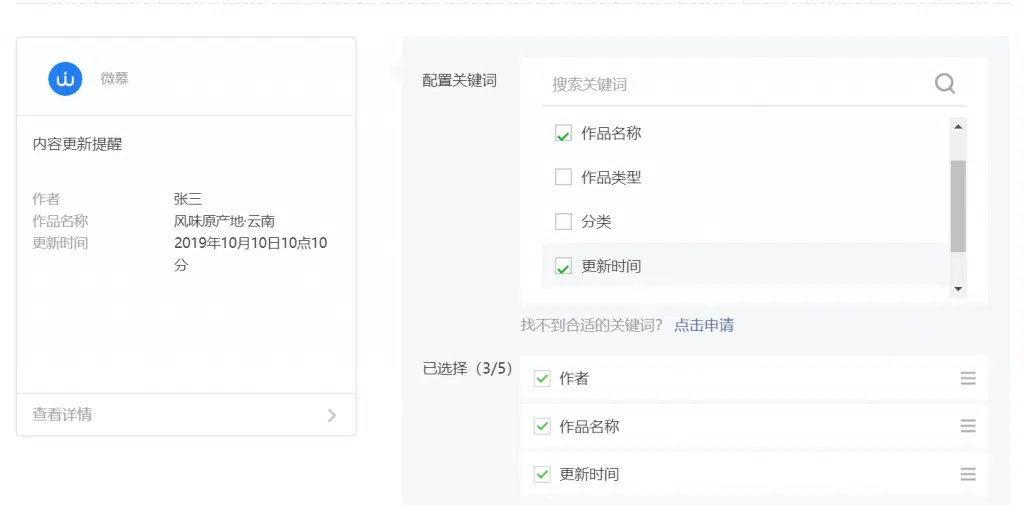 微慕
内容更新提醒
作者 张三
作品名称 风味原产地·云南
更新时间 2019年10月10日10点10
分
查看详情
配置关键词
搜索关键词
作品名称
作品类型
分类
更新时间
找不到合适的关键词? 点击申请
已选择（3/5）
作者
作品名称
更新时间